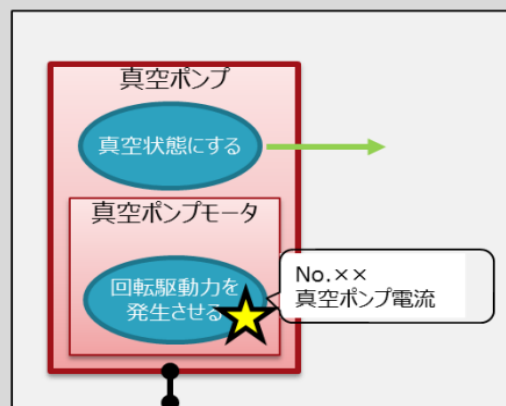 真空ポンプ
真空状態にする
真空ポンプモータ
回転駆動力を
発生させる
No.××
真空ポンプ電流